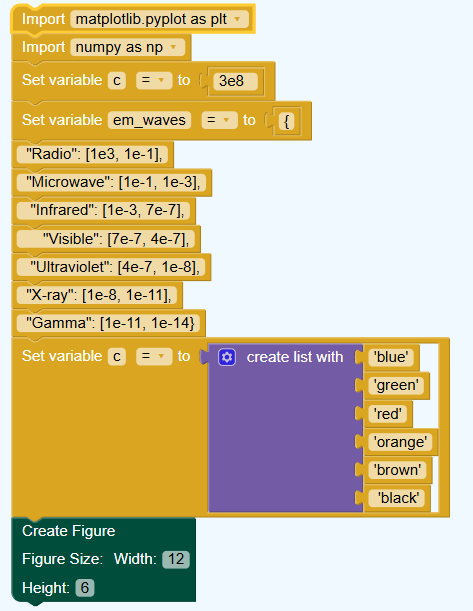 Import matplotlib.pyplot as plt
Import numpy as np
Set variable c = to 3e8
Set variable em_waves = to {
"Radio": [1e3, 1e-1],
"Microwave": [1e-1, 1e-3],
"Infrared": [1e-3, 7e-7],
"Visible": [7e-7, 4e-7],
"Ultraviolet": [4e-7, 1e-8],
"X-ray": [1e-8, 1e-11],
"Gamma": [1e-11, 1e-14}
Set variable c = to create list with 'blue'
'green'
'red'
'orange'
'brown'
'black'
Create Figure
Figure Size: Width: 12
Height: 6